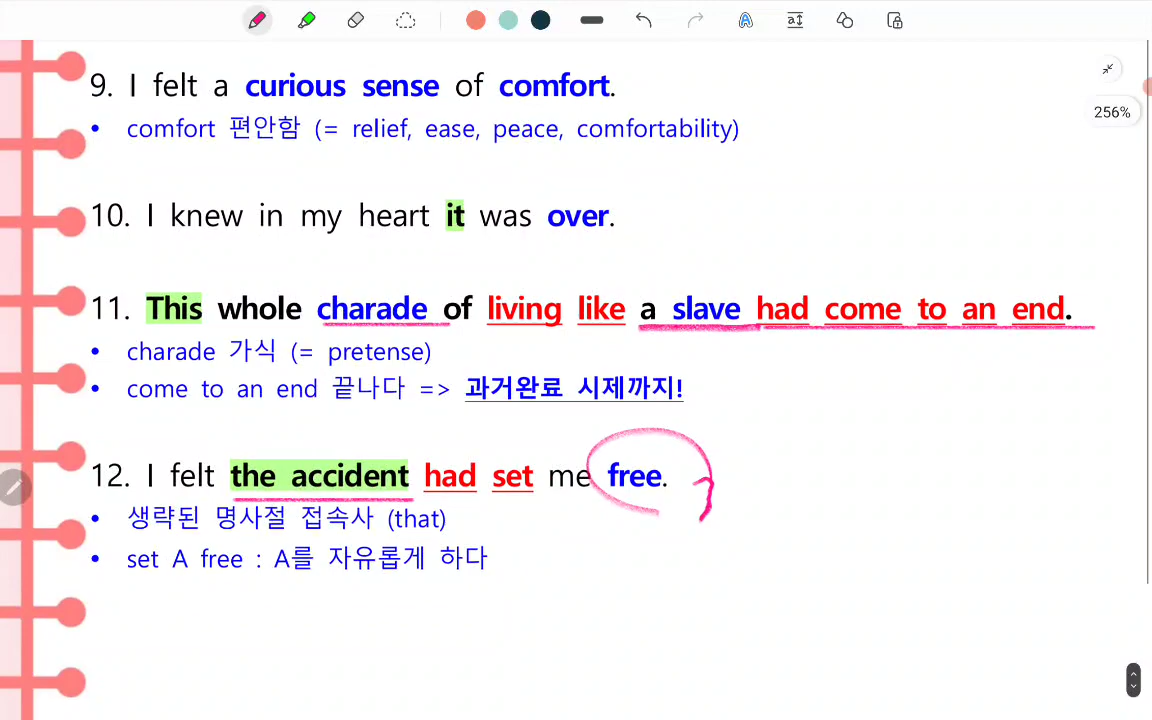 256%
9. I felt a curious sense of comfort.
• comfort 편안함 (= relief, ease, peace, comfortability)
10. I knew in my heart it was over.
11. This whole charade of living like a slave had come to an end.
• charade 가식 (= pretense)
• come to an end 끝나다 => 과거완료 시제까지!
12. I felt the accident had set me free.
• 생략된 명사절 접속사 (that)
• set A free : A를 자유롭게 하다